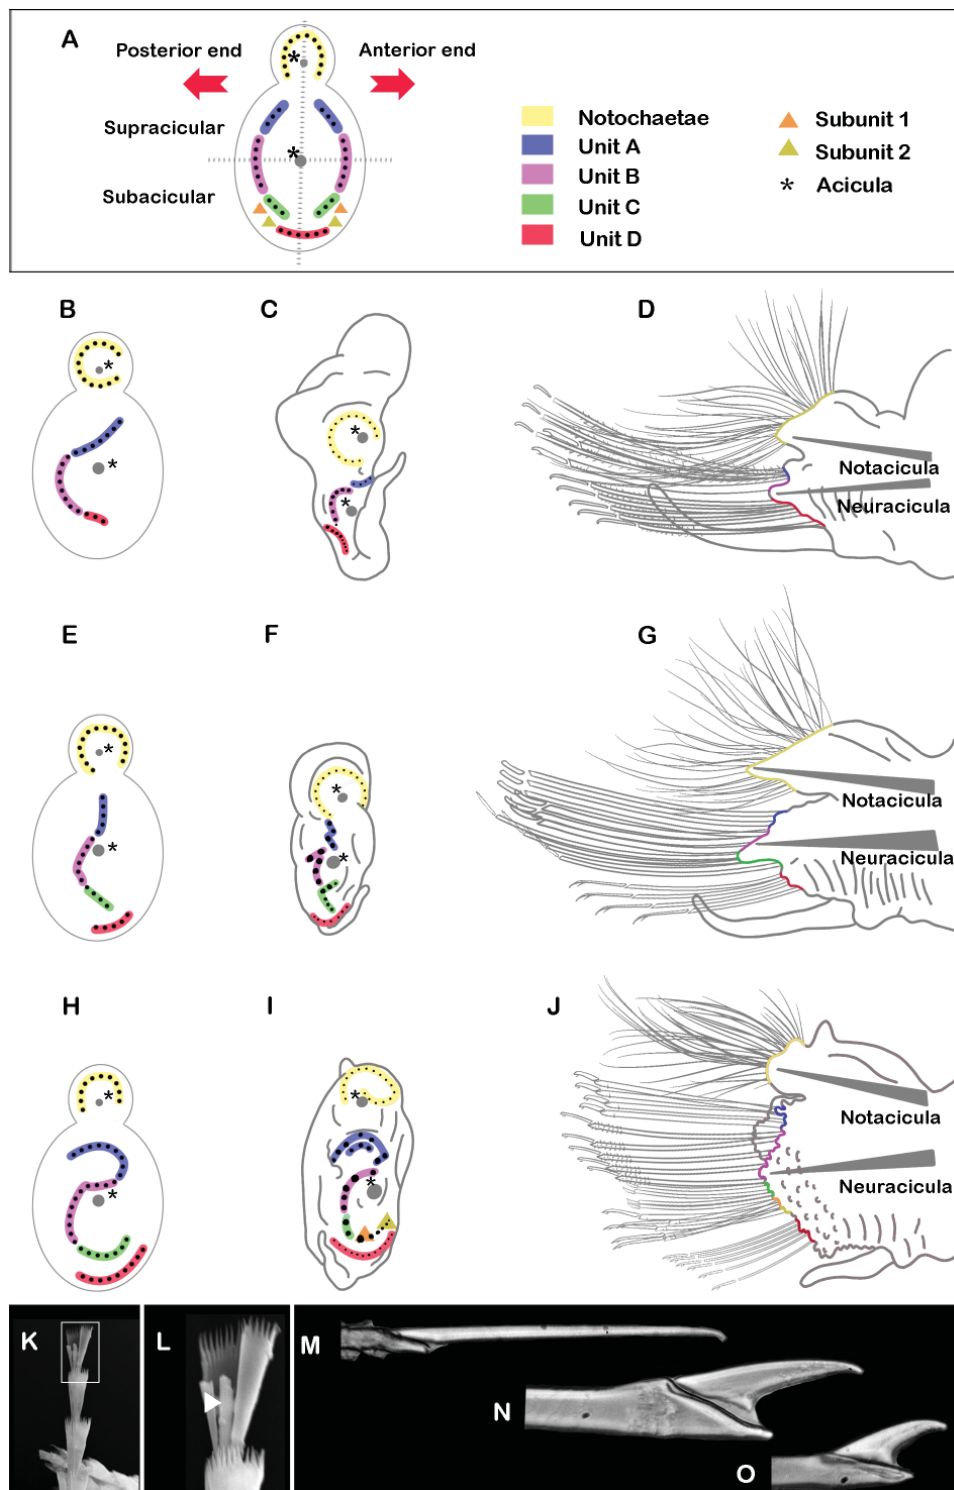 A
Posterior end
Anterior end
*
Supracicular
*
Subacicular
Notochaetae
Unit A
Unit B
Unit C
Unit D
Subunit 1
Subunit 2
* Acicula
B
*
*
C
*
*
D
Notacicula
Neuracicula
E
*
*
F
*
*
G
Notacicula
Neuracicula
H
*
*
I
*
*
J
Notacicula
Neuracicula
K
L
M
N
O